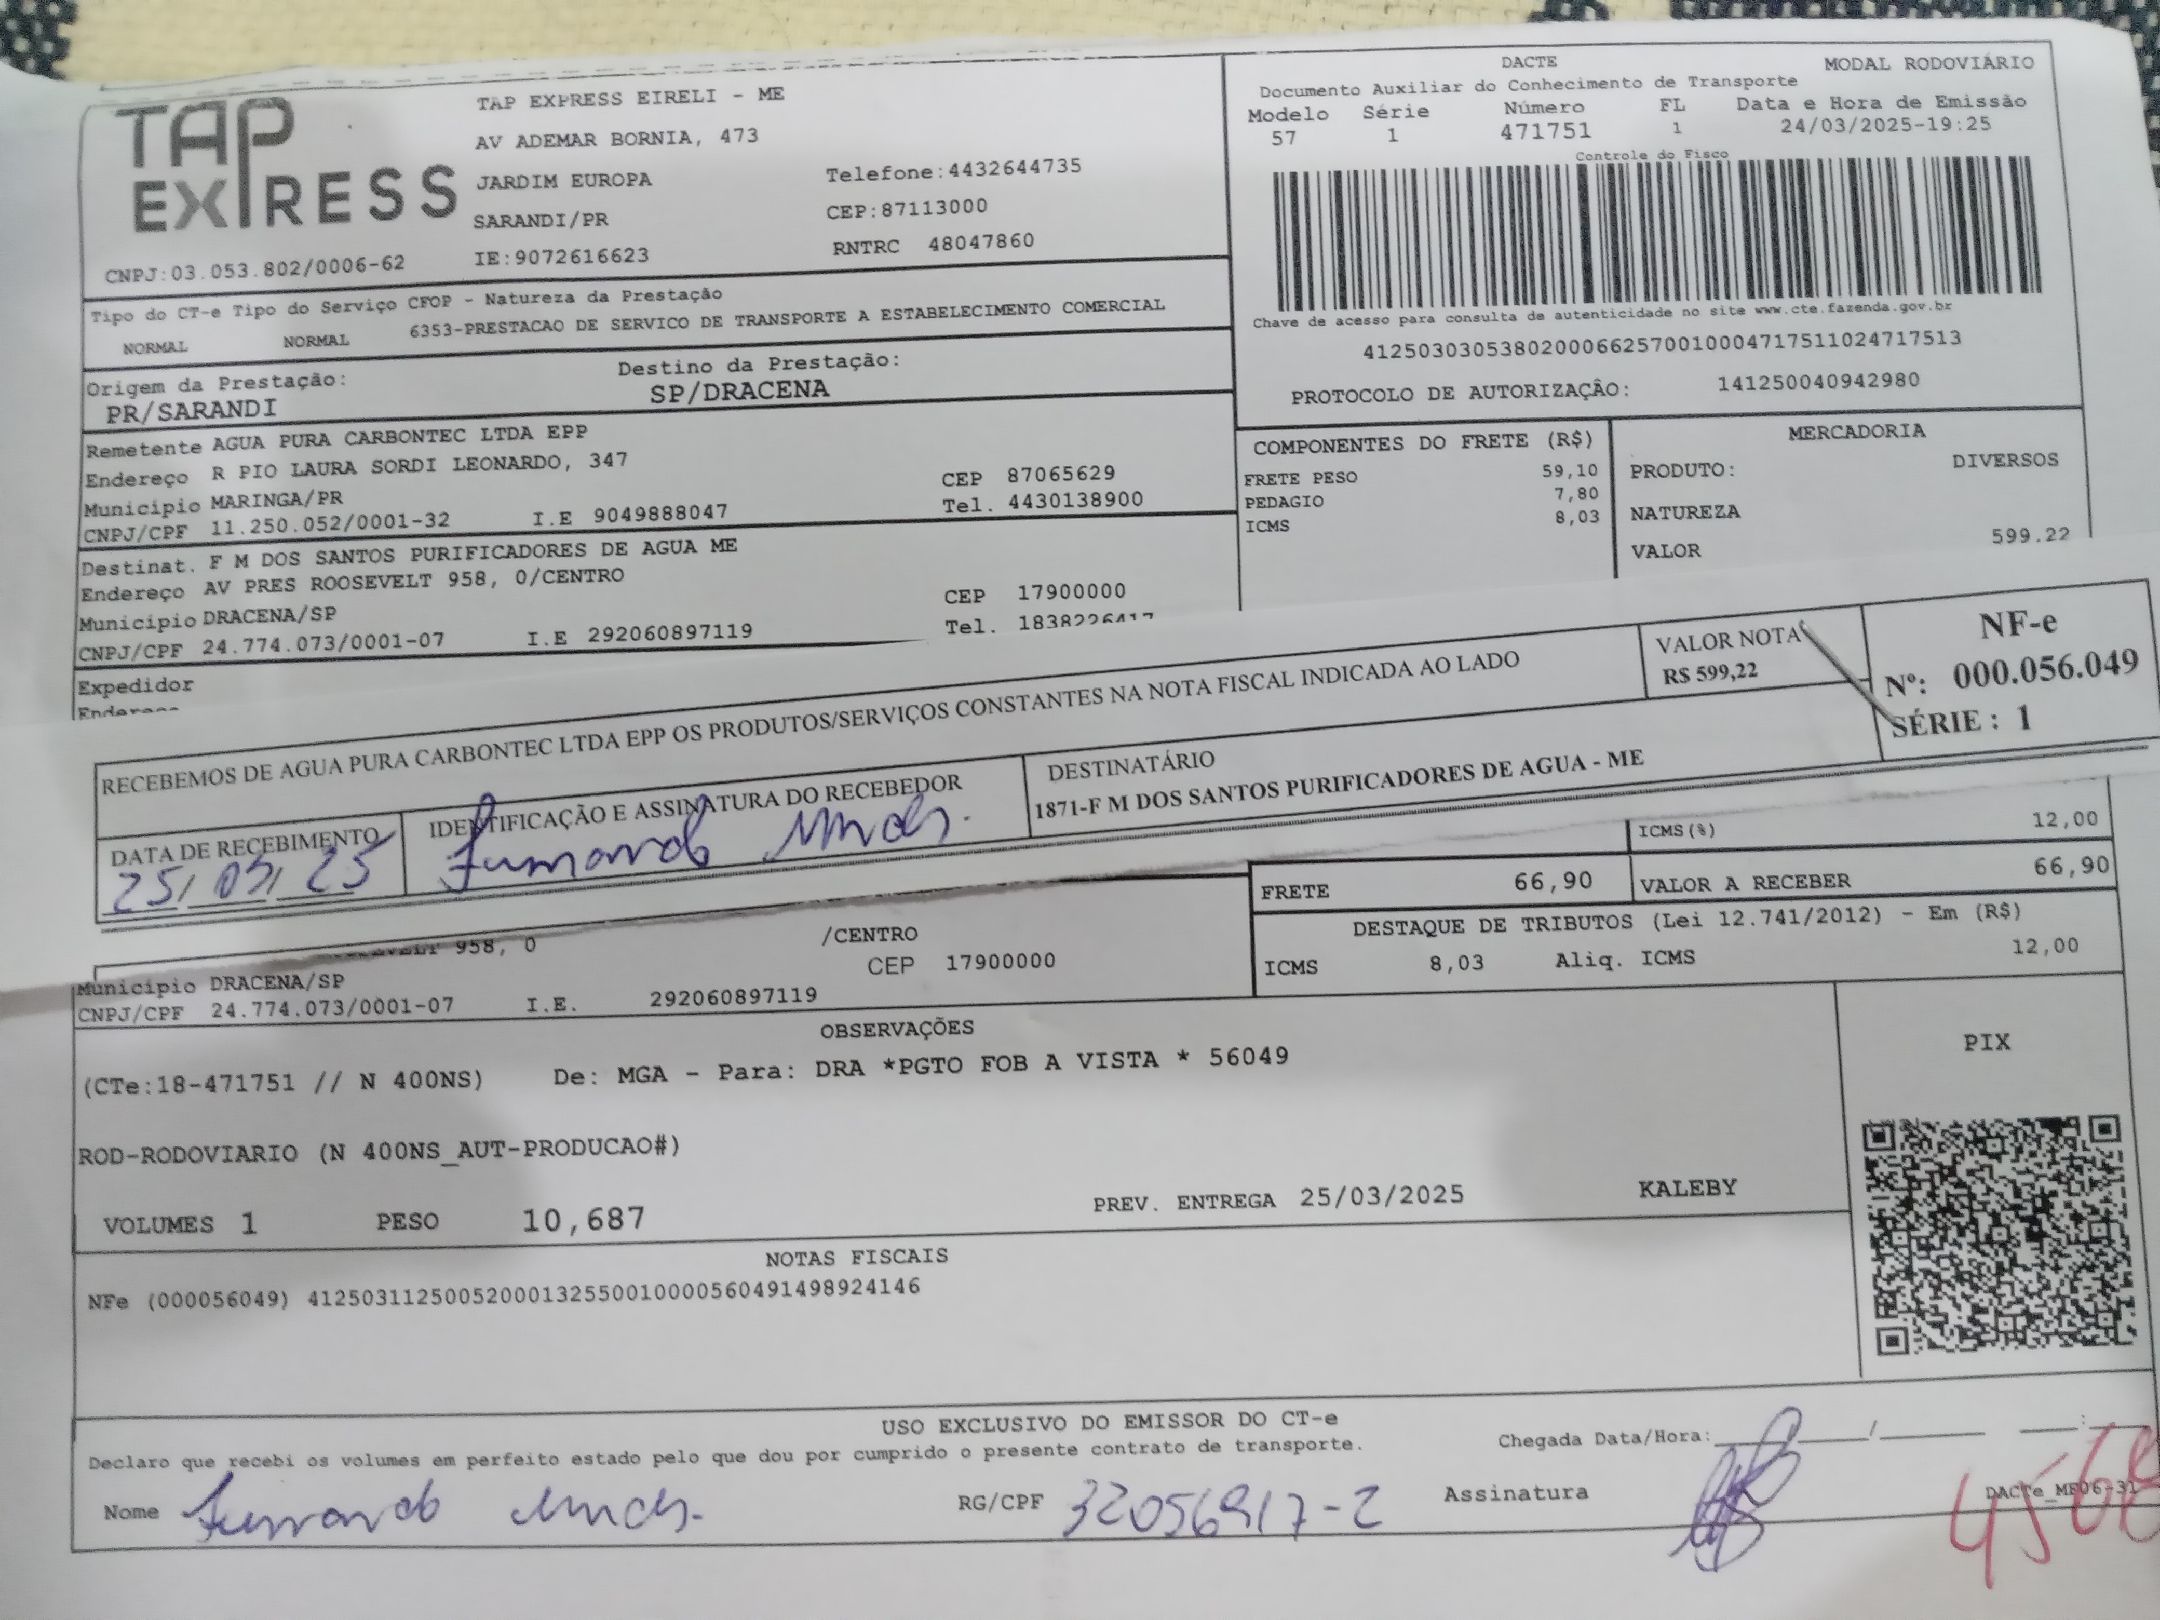 TAP EXPRESS
TAP EXPRESS EIRELI - ME
AV ADEMAR BORNIA, 473
JARDIM EUROPA
Telefone:4432644735
SARANDI/PR
CEP:87113000
CNPJ:03.053.802/0006-62
IE:9072616623
RNTRC 48047860
DACTE
MODAL RODOVIÁRIO
Documento Auxiliar do Conhecimento de Transporte
Modelo Série Número FL Data e Hora de Emissão
57 1 471751 1 24/03/2025-19:25
Controle do Fisco
Chave de acesso para consulta de autenticidade no site www.cte.fazenda.gov.br
41250303053802000662570010004717511024717513
PROTOCOLO DE AUTORIZAÇÃO: 141250040942980
Tipo do CT-e Tipo do Serviço CFOP - Natureza da Prestação
NORMAL NORMAL 6353-PRESTACAO DE SERVICO DE TRANSPORTE A ESTABELECIMENTO COMERCIAL
Origem da Prestação: Destino da Prestação:
PR/SARANDI SP/DRACENA
Remetente AGUA PURA CARBONTEC LTDA EPP
Endereço R PIO LAURA SORDI LEONARDO, 347 CEP 87065629
Município MARINGA/PR Tel. 4430138900
CNPJ/CPF 11.250.052/0001-32 I.E 9049888047
Destinat. F M DOS SANTOS PURIFICADORES DE AGUA ME
Endereço AV PRES ROOSEVELT 958, 0/CENTRO CEP 17900000
Município DRACENA/SP Tel. 1838226417
CNPJ/CPF 24.774.073/0001-07 I.E 292060897119
Expedidor
COMPONENTES DO FRETE (R$)
FRETE PESO 59,10
PEDAGIO 7,80
ICMS 8,03
MERCADORIA
PRODUTO: DIVERSOS
NATUREZA
VALOR 599.22
RECEBEMOS DE AGUA PURA CARBONTEC LTDA EPP OS PRODUTOS/SERVIÇOS CONSTANTES NA NOTA FISCAL INDICADA AO LADO
VALOR NOTA
R$ 599,22
NF-e
Nº: 000.056.049
SÉRIE : 1
DATA DE RECEBIMENTO
25/03/25
IDENTIFICAÇÃO E ASSINATURA DO RECEBEDOR
DESTINATÁRIO
1871-F M DOS SANTOS PURIFICADORES DE AGUA - ME
ICMS(%) 12,00
FRETE 66,90 VALOR A RECEBER 66,90
DESTAQUE DE TRIBUTOS (Lei 12.741/2012) - Em (R$)
ICMS 8,03 Aliq. ICMS 12,00
958, 0 /CENTRO
Município DRACENA/SP CEP 17900000
CNPJ/CPF 24.774.073/0001-07 I.E. 292060897119
OBSERVAÇÕES
(CTe:18-471751 // N 400NS) De: MGA - Para: DRA *PGTO FOB A VISTA * 56049
ROD-RODOVIARIO (N 400NS_AUT-PRODUCAO#)
VOLUMES 1 PESO 10,687 PREV. ENTREGA 25/03/2025 KALEBY
PIX
NOTAS FISCAIS
NFe (000056049) 41250311250052000132550010000560491498924146
USO EXCLUSIVO DO EMISSOR DO CT-e
Declaro que recebi os volumes em perfeito estado pelo que dou por cumprido o presente contrato de transporte.
Chegada Data/Hora:
Nome
RG/CPF 32056917-2
Assinatura